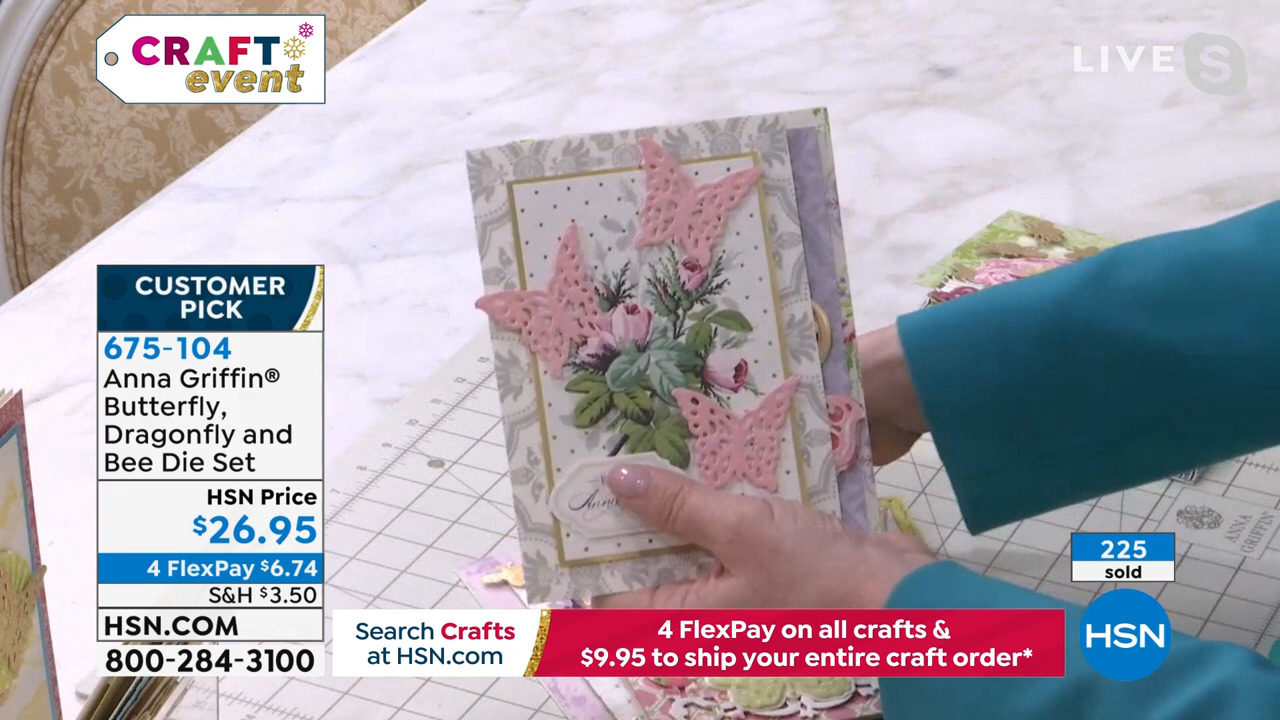 CRAFT
event
LIVE S
CUSTOMER
PICK
675-104
Anna Griffin®
Butterfly,
Dragonfly and
Bee Die Set
HSN Price
$26.95
4 FlexPay $6.74
S&H $3.50
HSN.COM
800-284-3100
Search Crafts
at HSN.com
4 FlexPay on all crafts &
$9.95 to ship your entire craft order*
225
sold
HSN
ANNA
GRIFFIN